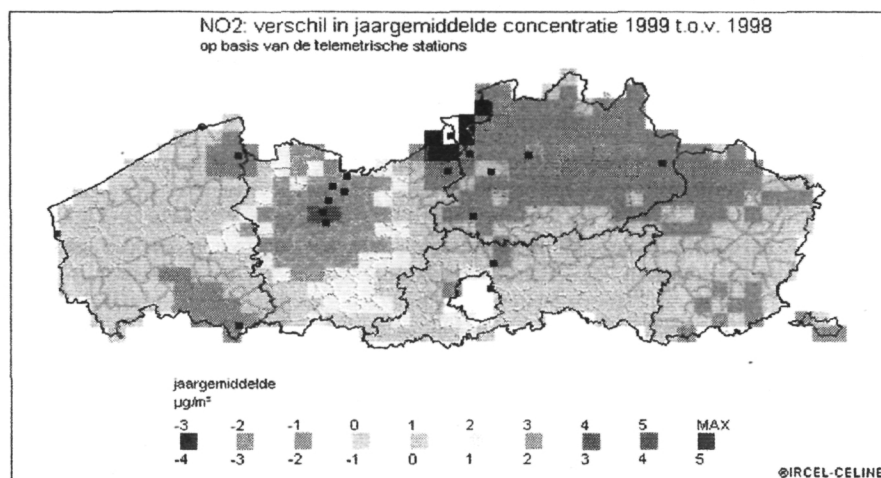 NO2: verschil in jaargemiddelde concentratie 1999 t.o.v. 1998
op basis van de telemetrische stations
jaargemiddelde
µg/m³
-3 -2 -1 0 1 2 3 4 5 MAX
-4 -3 -2 -1 0 1 2 3 4 5
©IRCEL-CELINE